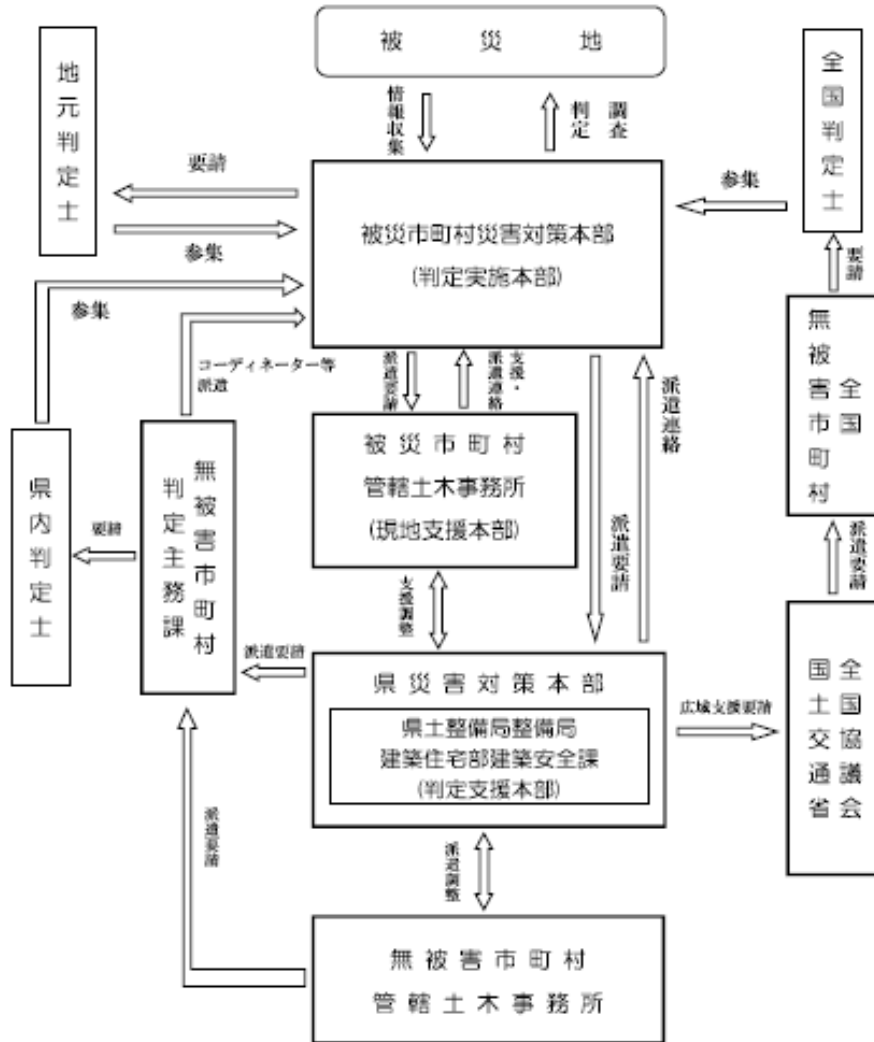 被災地
情報収集
調査
判定
地元判定士
要請
参集
全国判定士
参集
要請
被災市町村災害対策本部
(判定実施本部)
参集
コーディネーター等
派遣
派遣要請
支援・
派遣連絡
派遣連絡
派遣要請
全国
無被害市町村
派遣要請
被災市町村
管轄土木事務所
(現地支援本部)
県内判定士
要請
無被害市町村
判定主務課
支援調整
派遣要請
県災害対策本部
県土整備局整備局
建築住宅部建築安全課
(判定支援本部)
広域支援要請
全国協議会
国土交通省
派遣要請
派遣調整
無被害市町村
管轄土木事務所